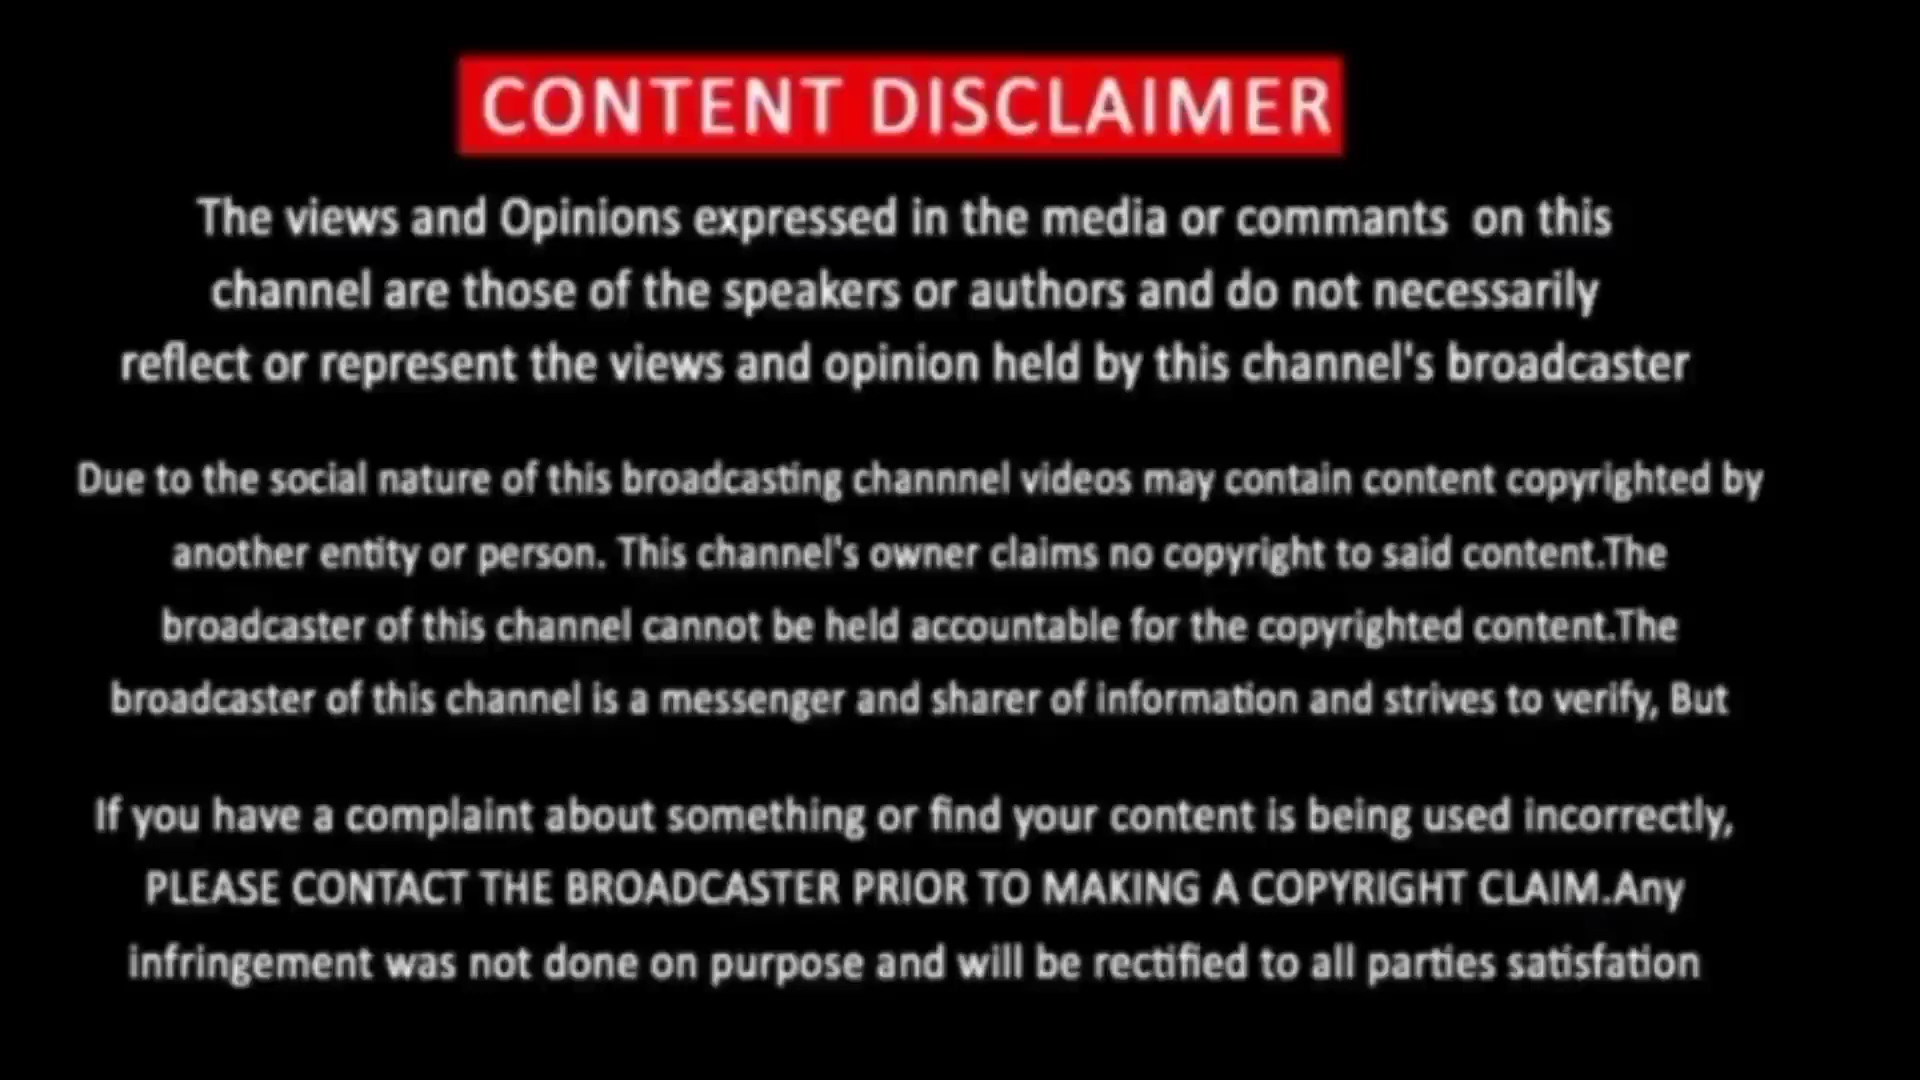 CONTENT DISCLAIMER
The views and Opinions expressed in the media or commants on this
channel are those of the speakers or authors and do not necessarily
reflect or represent the views and opinion held by this channel's broadcaster
Due to the social nature of this broadcasting channnel videos may contain content copyrighted by
another entity or person. This channel's owner claims no copyright to said content.The
broadcaster of this channel cannot be held accountable for the copyrighted content.The
broadcaster of this channel is a messenger and sharer of information and strives to verify, But
If you have a complaint about something or find your content is being used incorrectly,
PLEASE CONTACT THE BROADCASTER PRIOR TO MAKING A COPYRIGHT CLAIM.Any
infringement was not done on purpose and will be rectified to all parties satisfation